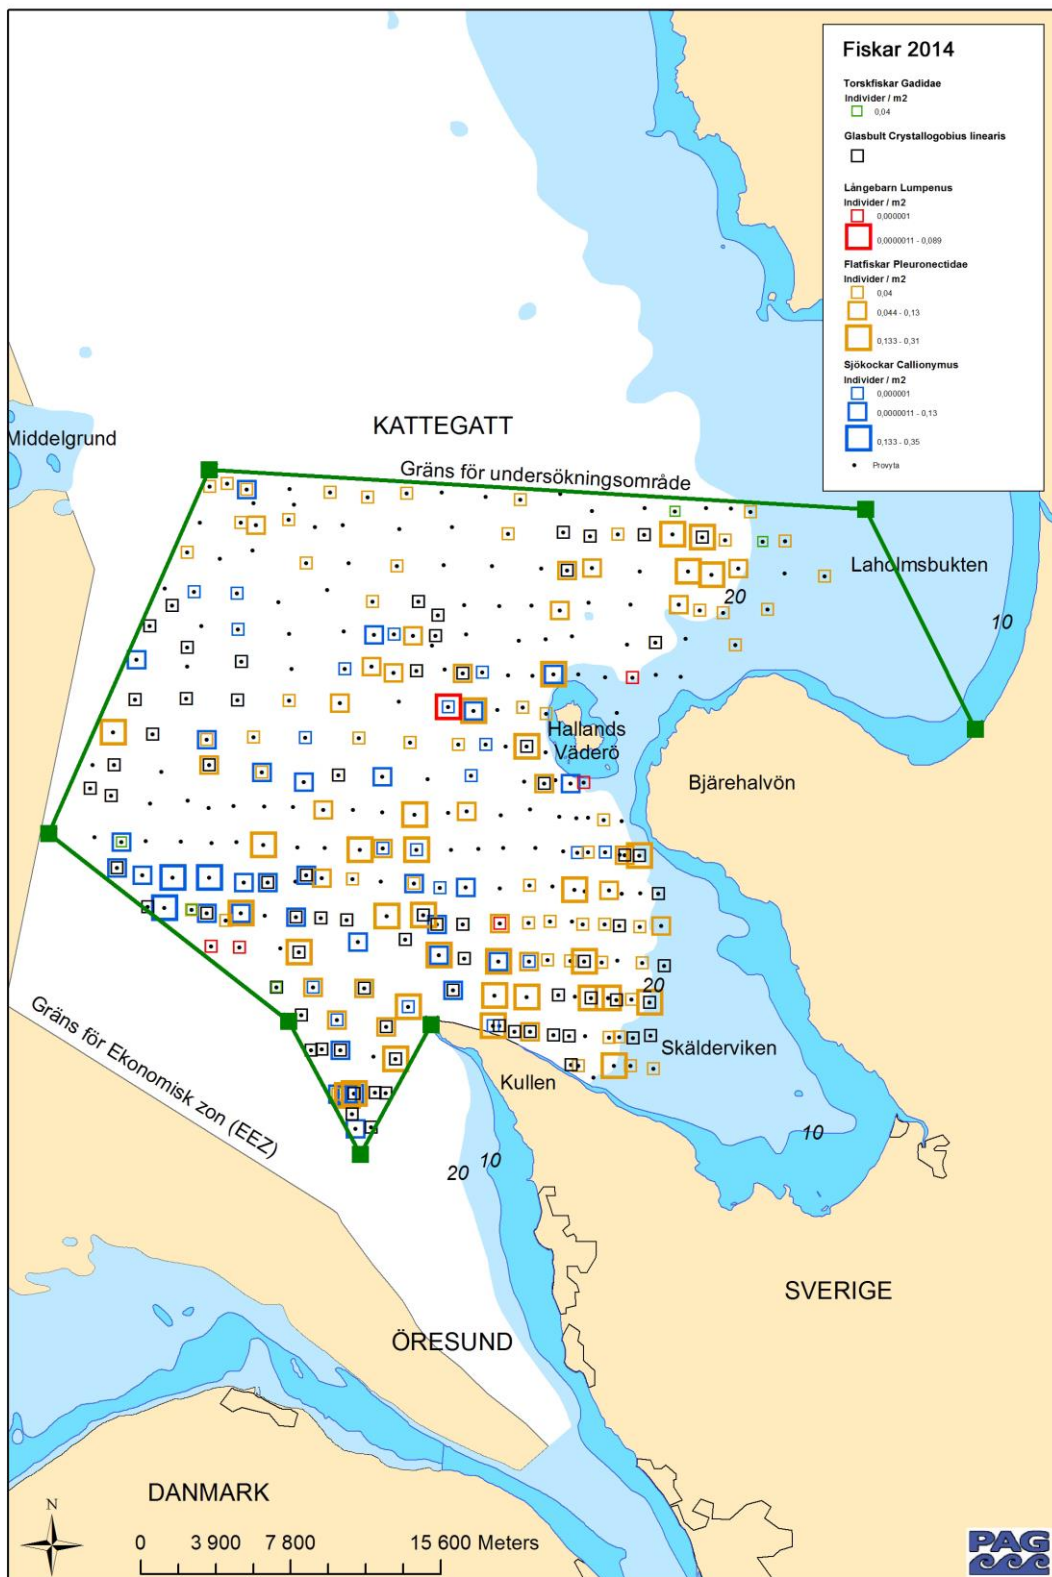 Fiskar 2014
Torskfiskar Gadidae
Individer / m2
0,04
Glasbult Crystallogobius linearis
Långebarn Lumpenus
Individer / m2
0,000001
0,0000011 - 0,089
Flatfiskar Pleuronectidae
Individer / m2
0,04
0,044 - 0,13
0,133 - 0,31
Sjökockar Callionymus
Individer / m2
0,000001
0,0000011 - 0,13
0,133 - 0,35
Provyta
KATTEGATT
Middelgrund
Gräns för undersökningsområde
Laholmsbukten
20
10
Hallands
Väderö
Bjärehalvön
20
Skälderviken
Kullen
Gräns för Ekonomisk zon (EEZ)
10
10
20
SVERIGE
ÖRESUND
DANMARK
N
0 3 900 7 800 15 600 Meters
PAG